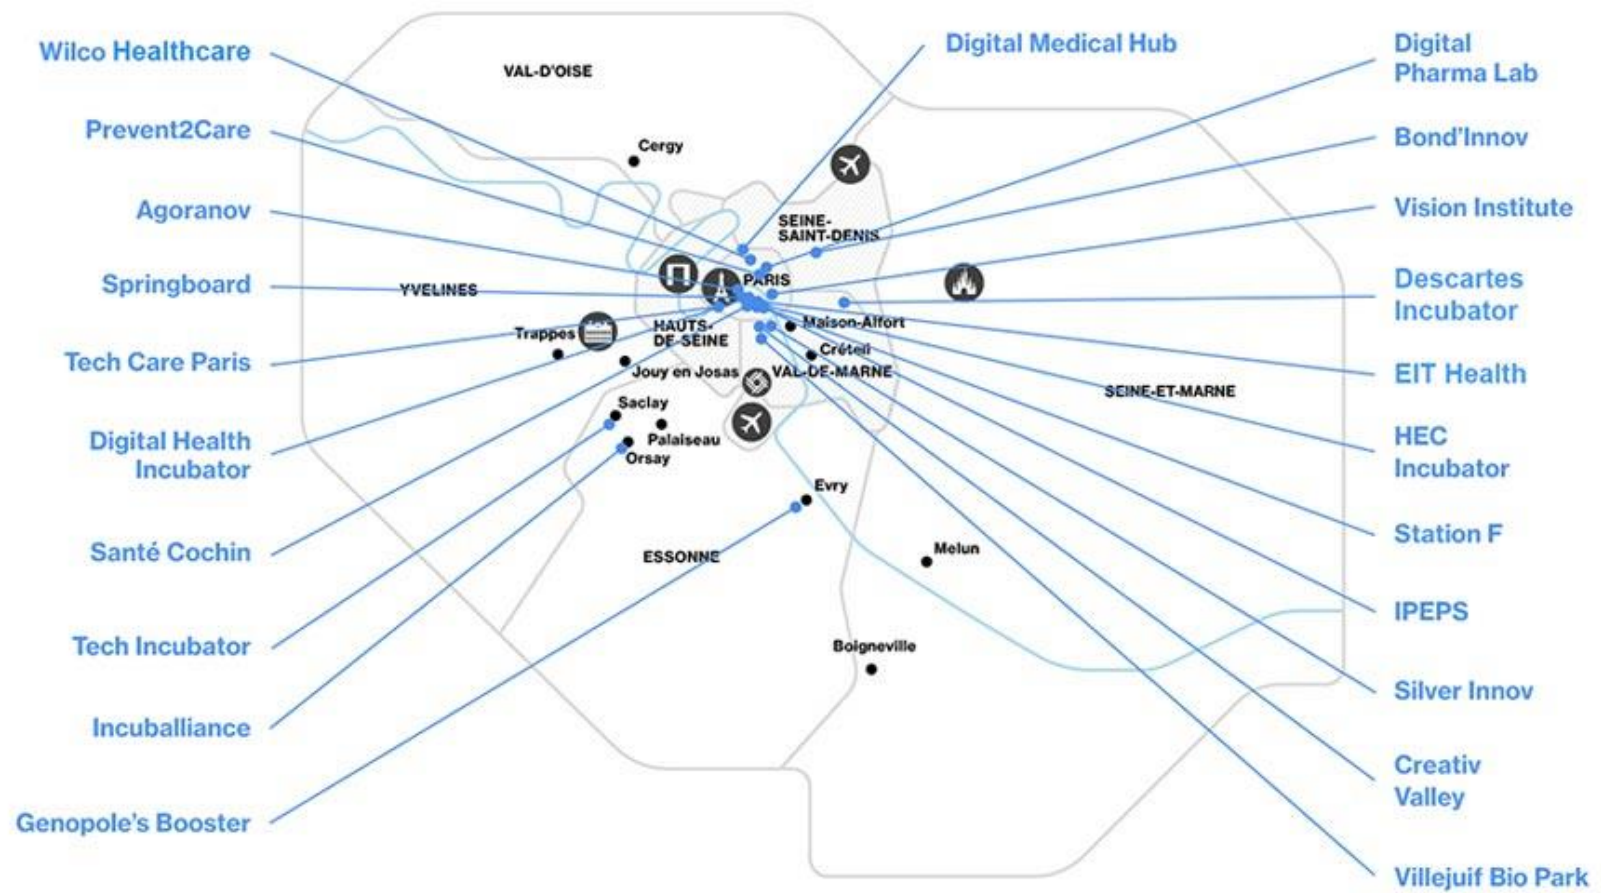 Wilco Healthcare
Prevent2Care
Agoranov
Springboard
Tech Care Paris
Digital Health
Incubator
Santé Cochin
Tech Incubator
Incuballiance
Genopole's Booster
VAL-D'OISE
Cergy
SEINE-
SAINT-DENIS
PARIS
YVELINES
HAUTS-
DE-SEINE
Trappes
Maison-Alfort
Créteil
Jouy en Josas
VAL-DE-MARNE
SEINE-ET-MARNE
Saclay
Palaiseau
Orsay
Evry
ESSONNE
Melun
Boigneville
Digital Medical Hub
Digital
Pharma Lab
Bond'Innov
Vision Institute
Descartes
Incubator
EIT Health
HEC
Incubator
Station F
IPEPS
Silver Innov
Creativ
Valley
Villejuif Bio Park